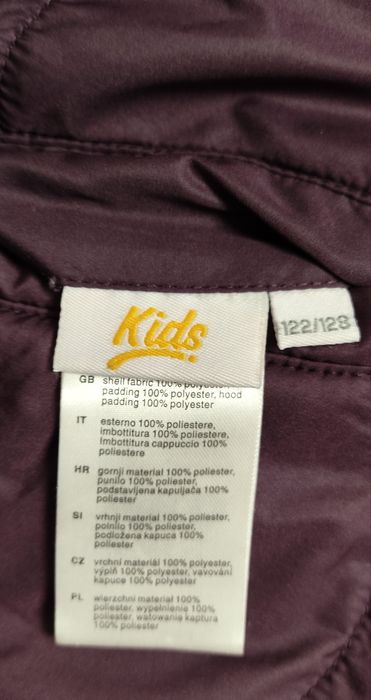 Kids
122/128
GB shell fabric 100% polyester,
padding 100% polyester, hood
padding 100% polyester
IT esterno 100% poliestere,
imbottitura 100% poliestere,
Imbottitura cappuccio 100%
poliestere
HR gornji material 100% poliester,
punilo 100% poliester,
podstavljena kapuljača 100%
poliester
SI vrhnji material 100% poliester,
polnilo 100% poliester,
podložena kapuca 100%
poliester
CZ vrchní materiál 100% polyester,
výplň 100% polyester, vavování
kapuce 100% polyester
PL wierzchni material 100%
poliester, wypełnienie 100%
poliester, watowanie kaptura
100% poliester